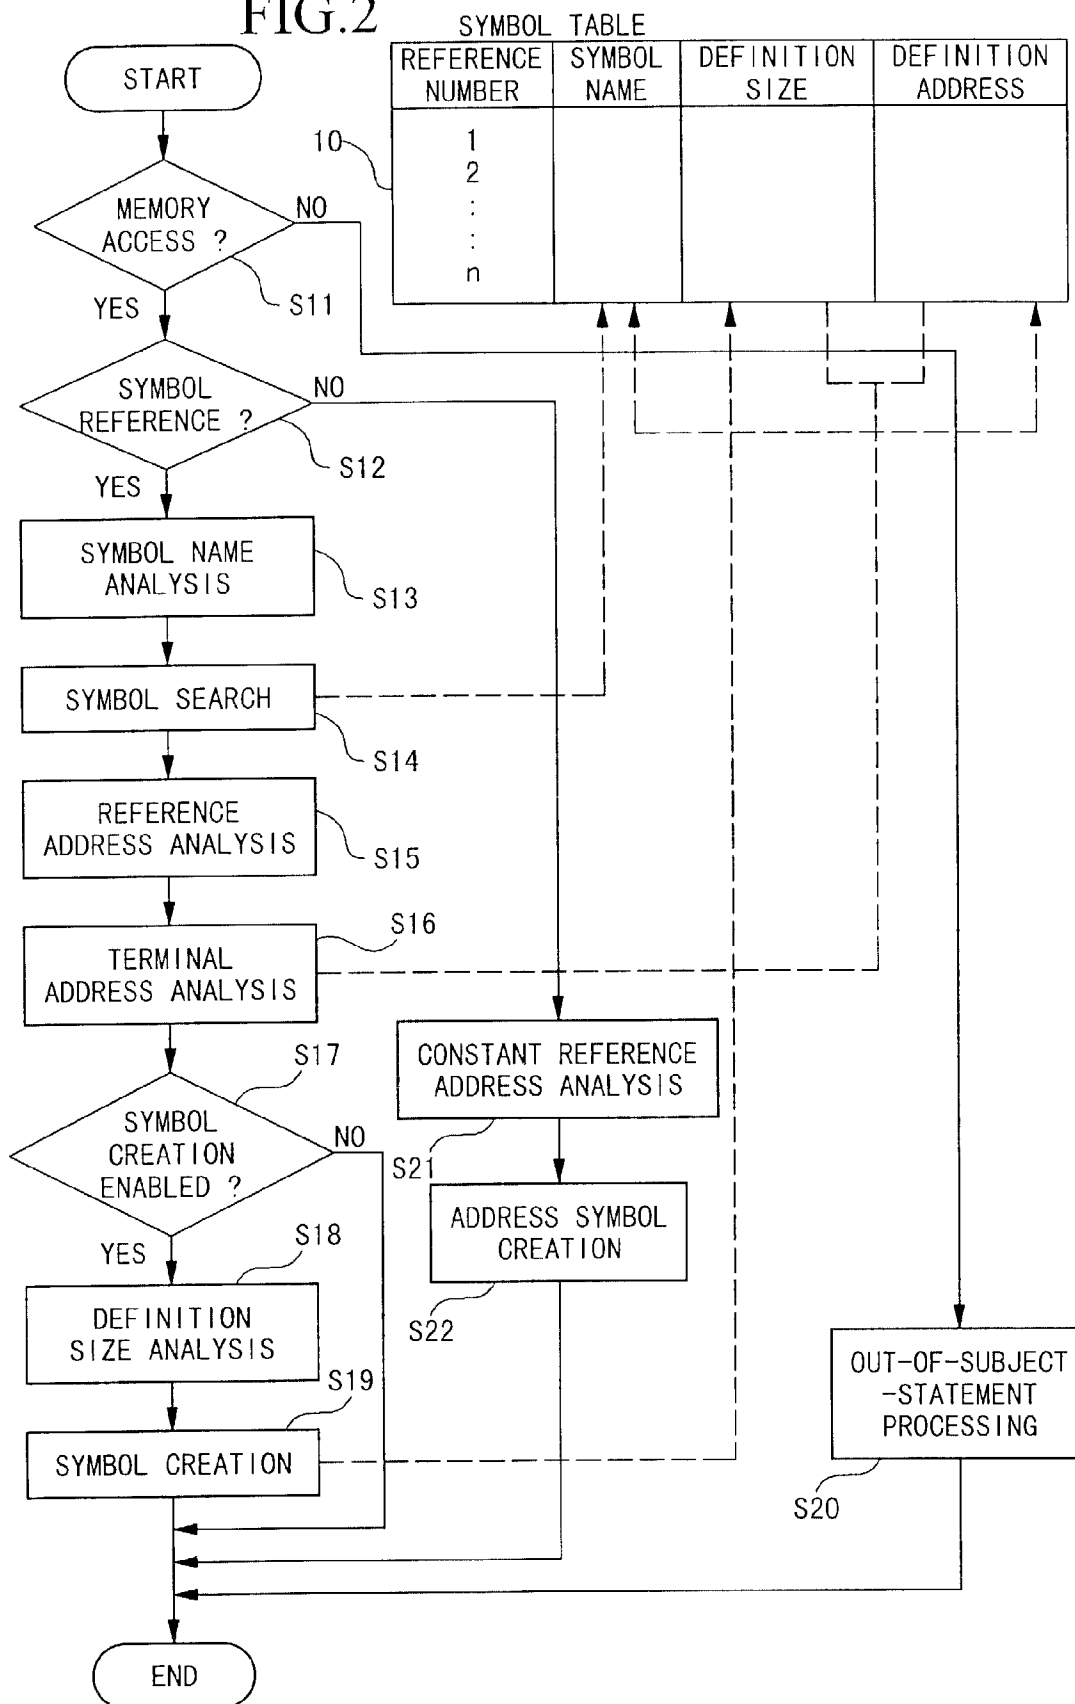 FIG.2
SYMBOL TABLE
REFERENCE NUMBER
SYMBOL NAME
DEFINITION SIZE
DEFINITION ADDRESS
1
2
:
:
n
10
START
MEMORY
ACCESS ?
NO
S11
YES
SYMBOL
REFERENCE ?
NO
S12
YES
SYMBOL NAME
ANALYSIS
S13
SYMBOL SEARCH
S14
REFERENCE
ADDRESS ANALYSIS
S15
S16
TERMINAL
ADDRESS ANALYSIS
S17
SYMBOL
CREATION
ENABLED ?
NO
YES
S18
DEFINITION
SIZE ANALYSIS
S19
SYMBOL CREATION
CONSTANT REFERENCE
ADDRESS ANALYSIS
S21
ADDRESS SYMBOL
CREATION
S22
OUT-OF-SUBJECT
-STATEMENT
PROCESSING
S20
END